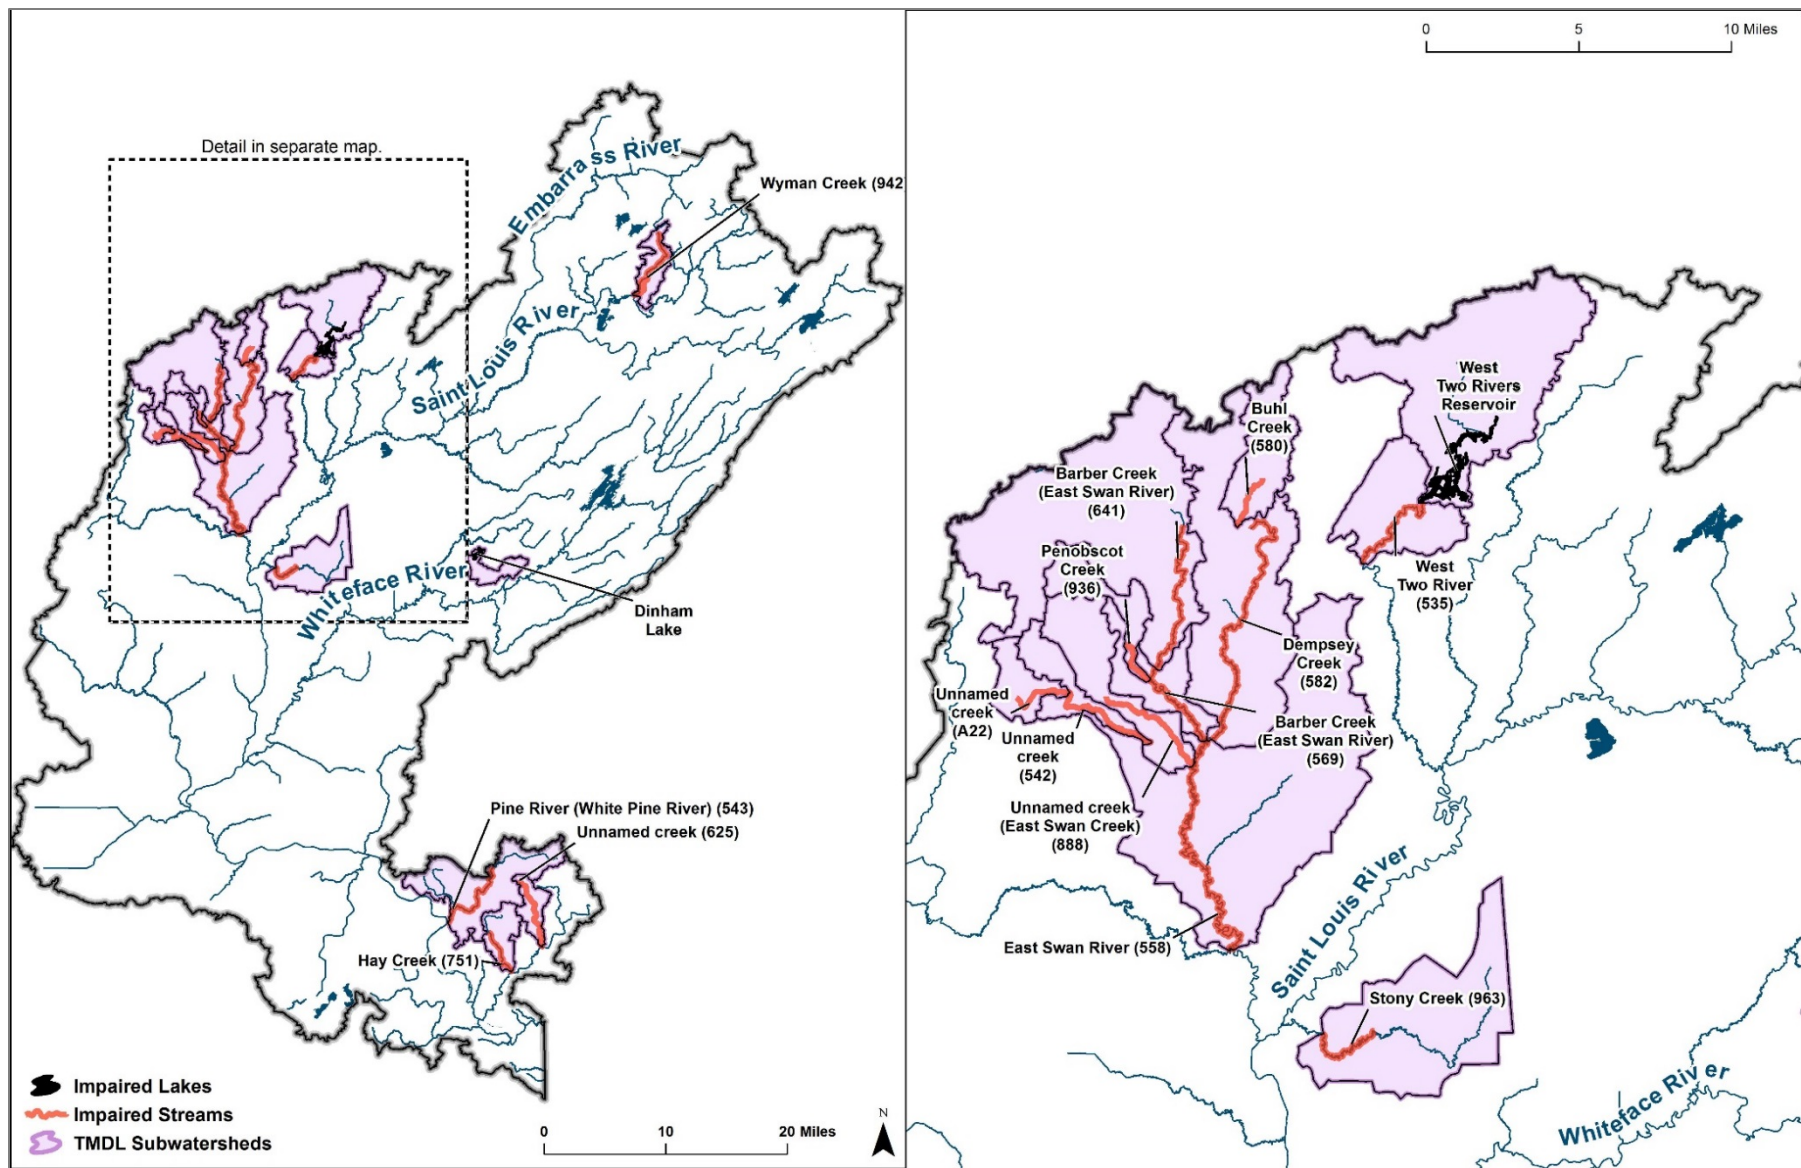 Detail in separate map.
Embarrass River
Wyman Creek (942
Saint Louis River
Whiteface River
Dinham
Lake
Pine River (White Pine River) (543)
Unnamed creek (625)
Hay Creek (751)
Impaired Lakes
Impaired Streams
TMDL Subwatersheds
0 10 20 Miles
N
0 5 10 Miles
West
Two Rivers
Reservoir
Buhl
Creek
(580)
Barber Creek
(East Swan River)
(641)
Penobscot
Creek
(936)
West
Two River
(535)
Dempsey
Creek
(582)
Unnamed
creek
(A22)
Unnamed
creek
(542)
Barber Creek
(East Swan River)
(569)
Unnamed creek
(East Swan Creek)
(888)
East Swan River (558)
Saint Louis River
Stony Creek (963)
Whiteface River